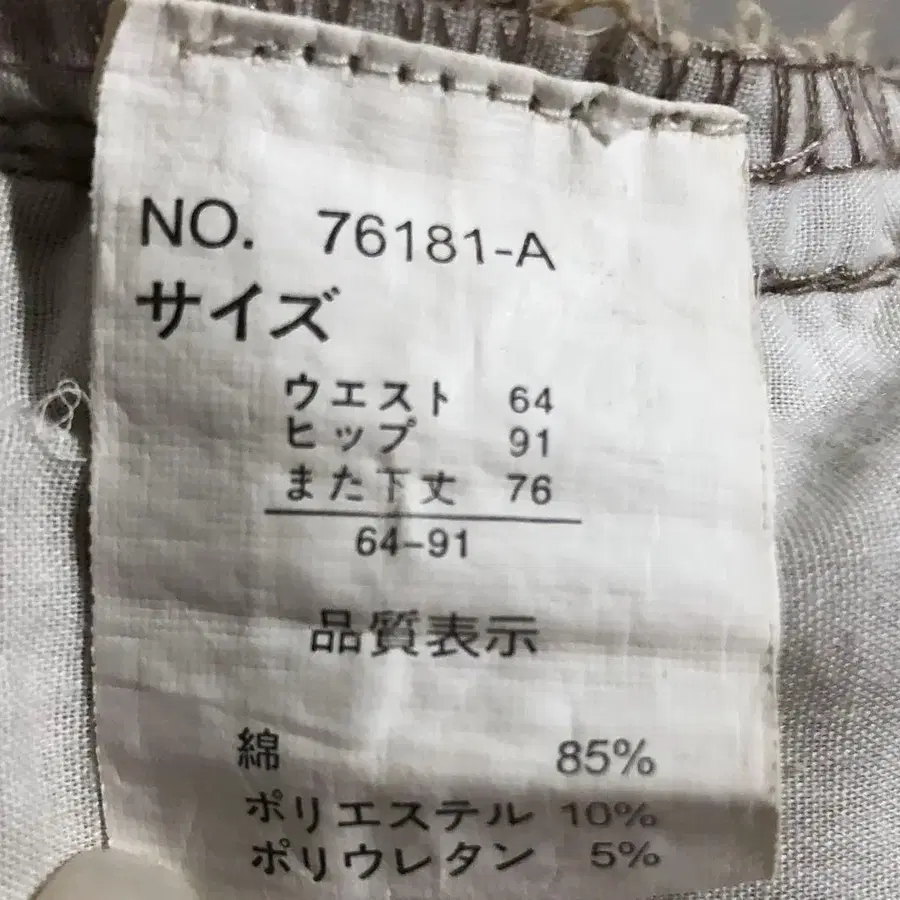 NO. 76181-A
サイズ
ウエスト 64
ヒップ 91
また下丈 76
64-91
品質表示
綿 85%
ポリエステル 10%
ポリウレタン 5%